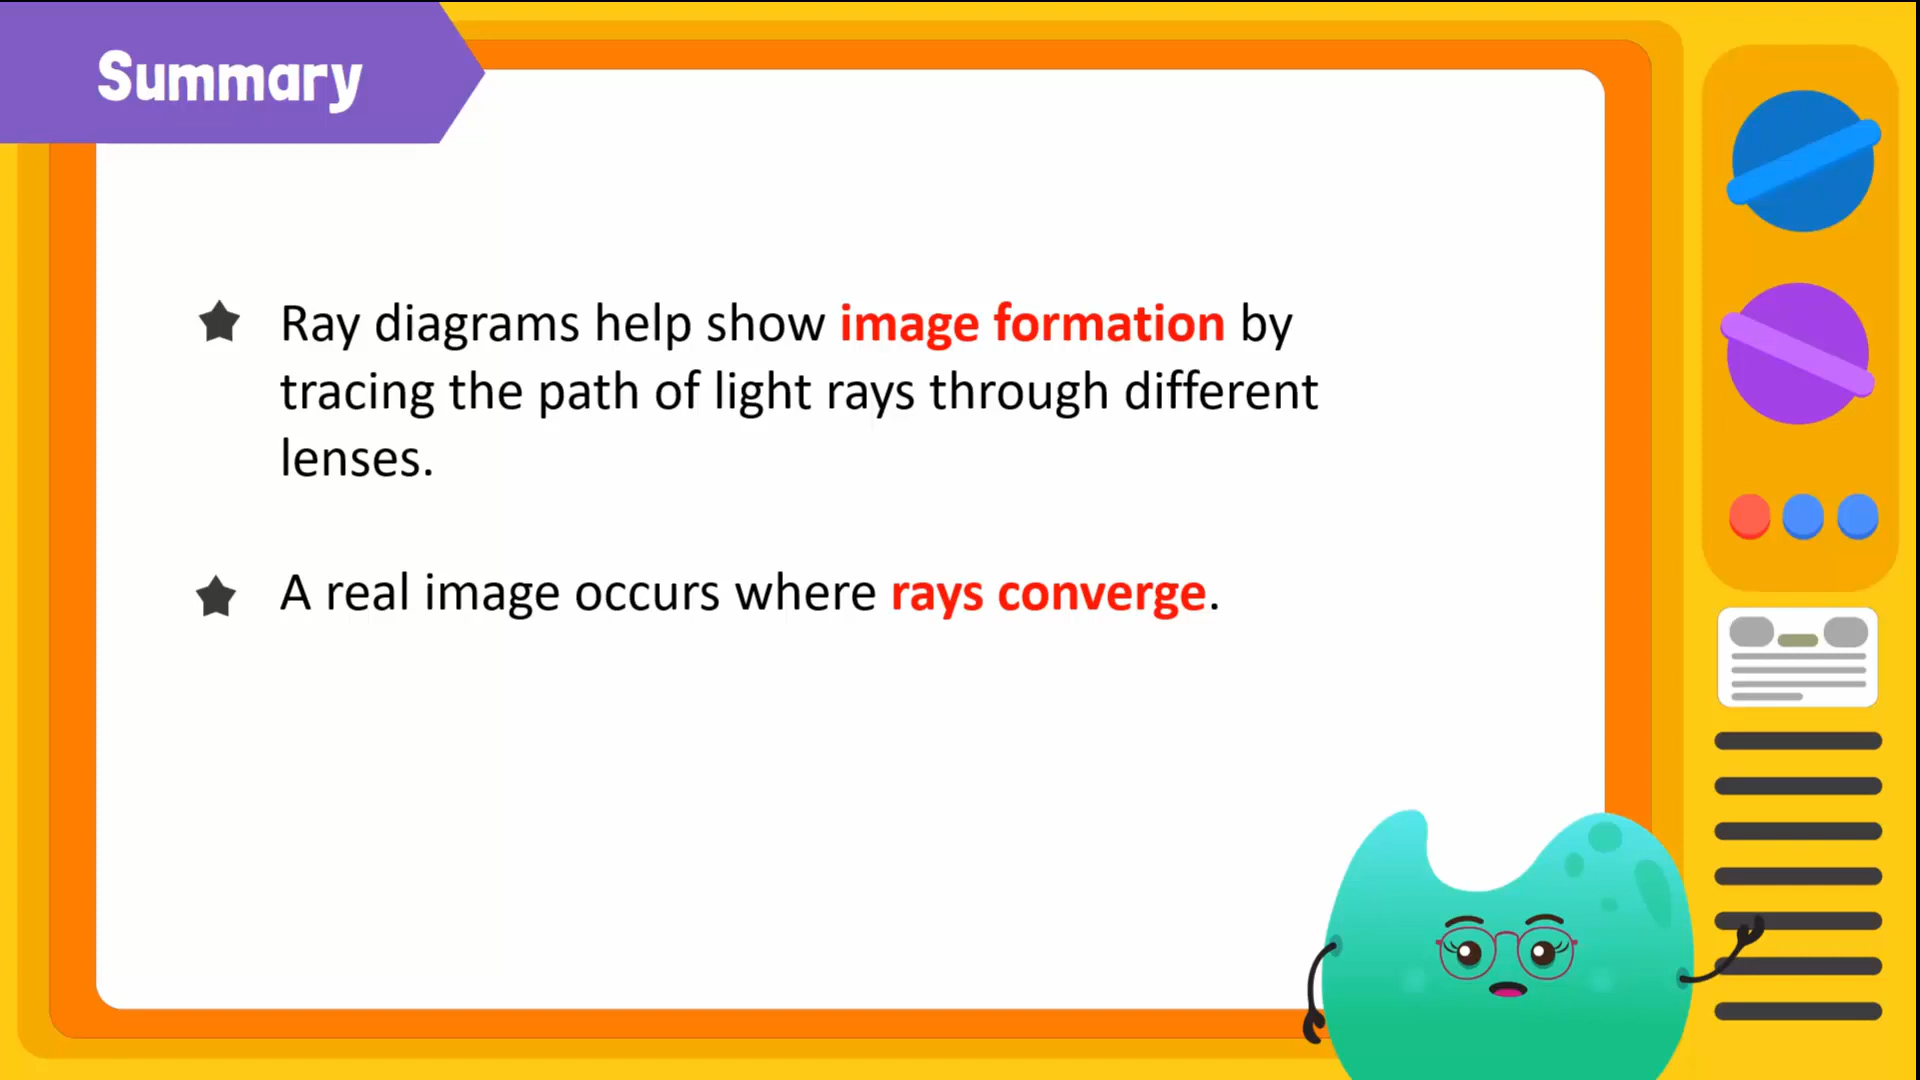 Summary
Ray diagrams help show image formation by
tracing the path of light rays through different
lenses.
A real image occurs where rays converge.